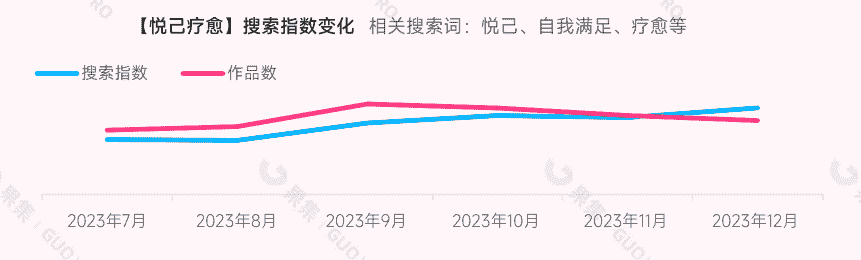 【悦己疗愈】搜索指数变化 相关搜索词：悦己、自我满足、疗愈等
搜索指数 作品数
2023年7月 2023年8月 2023年9月 2023年10月 2023年11月 2023年12月